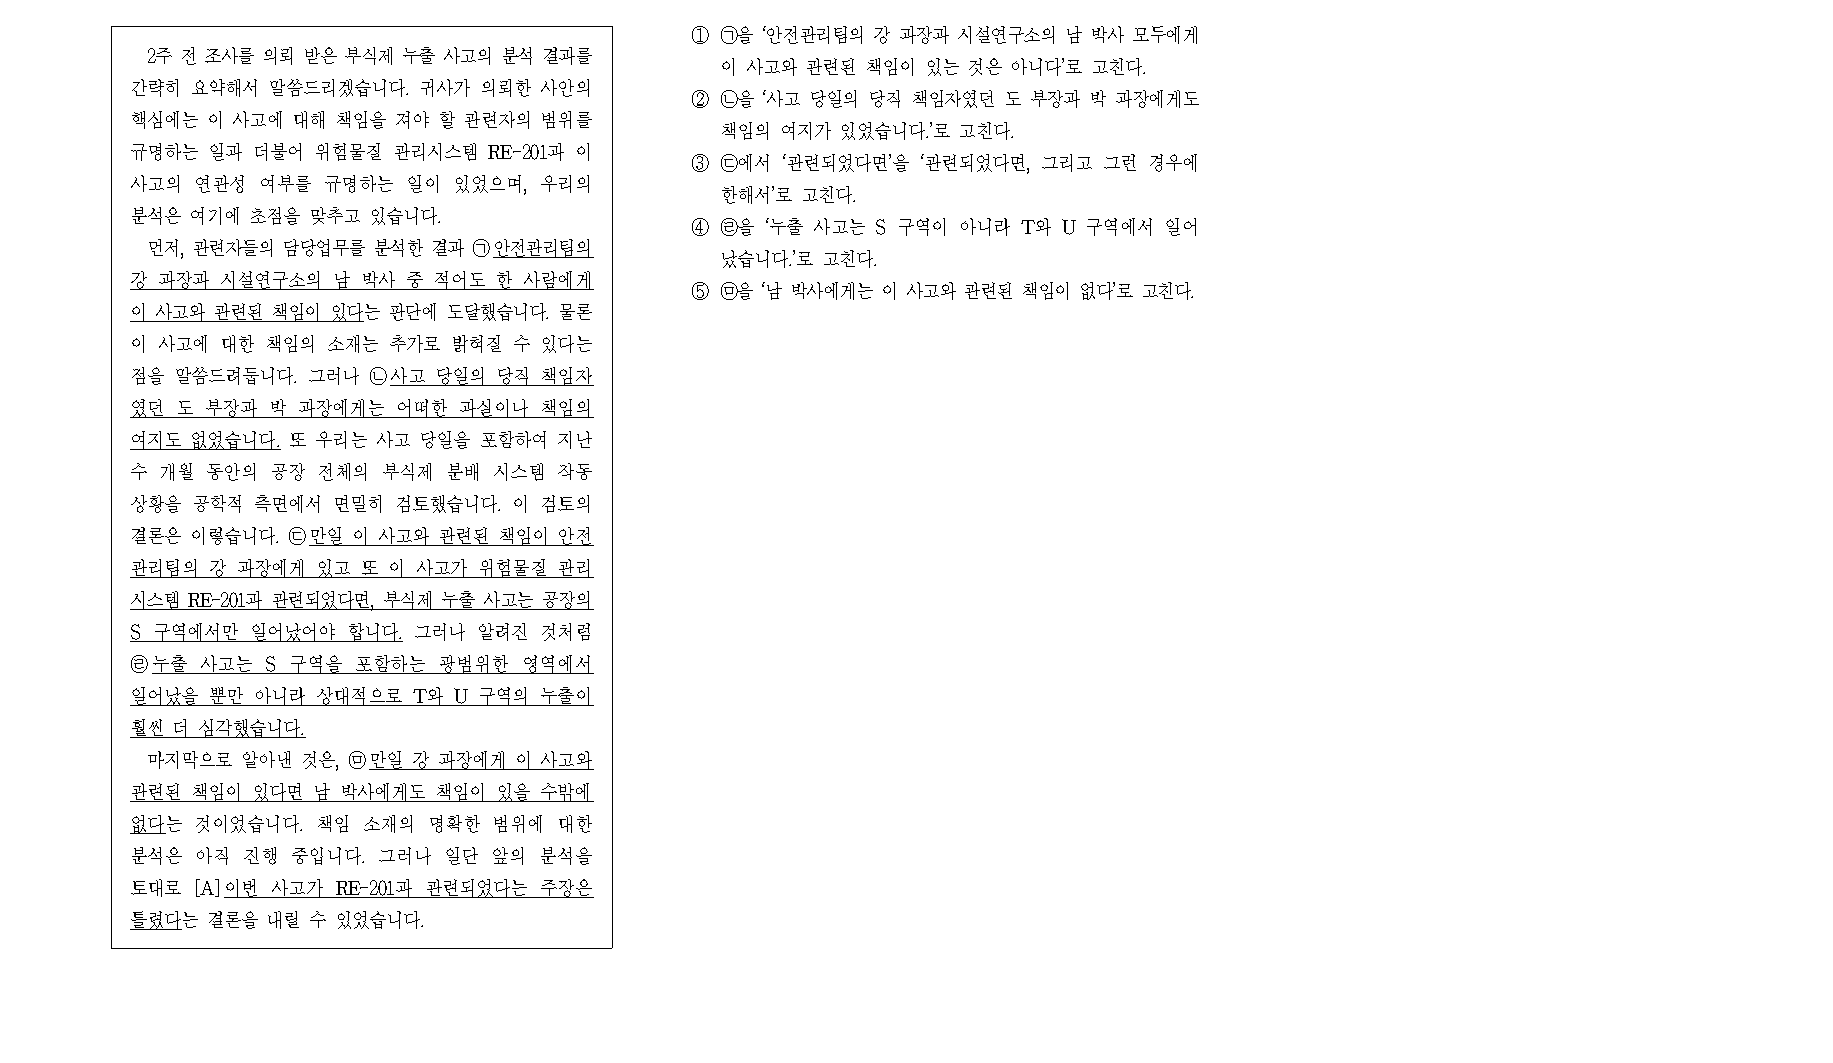 2주 전 조사를 의뢰 받은 부식제 누출 사고의 분석 결과를
간략히 요약해서 말씀드리겠습니다. 귀사가 의뢰한 사안의
핵심에는 이 사고에 대해 책임을 져야 할 관련자의 범위를
규명하는 일과 더불어 위험물질 관리시스템 RE-201과 이
사고의 연관성 여부를 규명하는 일이 있었으며, 우리의
분석은 여기에 초점을 맞추고 있습니다.
먼저, 관련자들의 담당업무를 분석한 결과 ㉠안전관리팀의
강 과장과 시설연구소의 남 박사 중 적어도 한 사람에게
이 사고와 관련된 책임이 있다는 판단에 도달했습니다. 물론
이 사고에 대한 책임의 소재는 추가로 밝혀질 수 있다는
점을 말씀드려둡니다. 그러나 ㉡사고 당일의 당직 책임자
였던 도 부장과 박 과장에게는 어떠한 과실이나 책임의
여지도 없었습니다. 또 우리는 사고 당일을 포함하여 지난
수 개월 동안의 공장 전체의 부식제 분배 시스템 작동
상황을 공학적 측면에서 면밀히 검토했습니다. 이 검토의
결론은 이렇습니다. ㉢만일 이 사고와 관련된 책임이 안전
관리팀의 강 과장에게 있고 또 이 사고가 위험물질 관리
시스템 RE-201과 관련되었다면, 부식제 누출 사고는 공장의
S 구역에서만 일어났어야 합니다. 그러나 알려진 것처럼
㉣누출 사고는 S 구역을 포함하는 광범위한 영역에서
일어났을 뿐만 아니라 상대적으로 T와 U 구역의 누출이
훨씬 더 심각했습니다.
마지막으로 알아낸 것은, ㉤만일 강 과장에게 이 사고와
관련된 책임이 있다면 남 박사에게도 책임이 있을 수밖에
없다는 것이었습니다. 책임 소재의 명확한 범위에 대한
분석은 아직 진행 중입니다. 그러나 일단 앞의 분석을
토대로 [A]이번 사고가 RE-201과 관련되었다는 주장은
틀렸다는 결론을 내릴 수 있었습니다.
① ㉠을 ‘안전관리팀의 강 과장과 시설연구소의 남 박사 모두에게
이 사고와 관련된 책임이 있는 것은 아니다’로 고친다.
② ㉡을 ‘사고 당일의 당직 책임자였던 도 부장과 박 과장에게도
책임의 여지가 있었습니다.’로 고친다.
③ ㉢에서 ‘관련되었다면’을 ‘관련되었다면, 그리고 그런 경우에
한해서’로 고친다.
④ ㉣을 ‘누출 사고는 S 구역이 아니라 T와 U 구역에서 일어
났습니다.’로 고친다.
⑤ ㉤을 ‘남 박사에게는 이 사고와 관련된 책임이 없다’로 고친다.